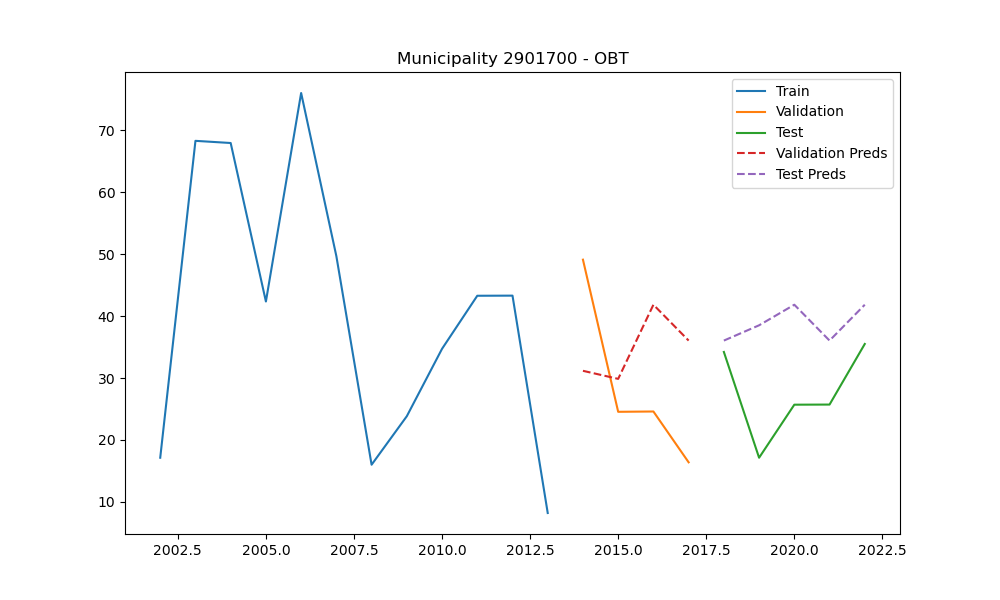 Municipality 2901700 - OBT
Train
Validation
Test
Validation Preds
Test Preds
70
60
50
40
30
20
10
2002.5 2005.0 2007.5 2010.0 2012.5 2015.0 2017.5 2020.0 2022.5